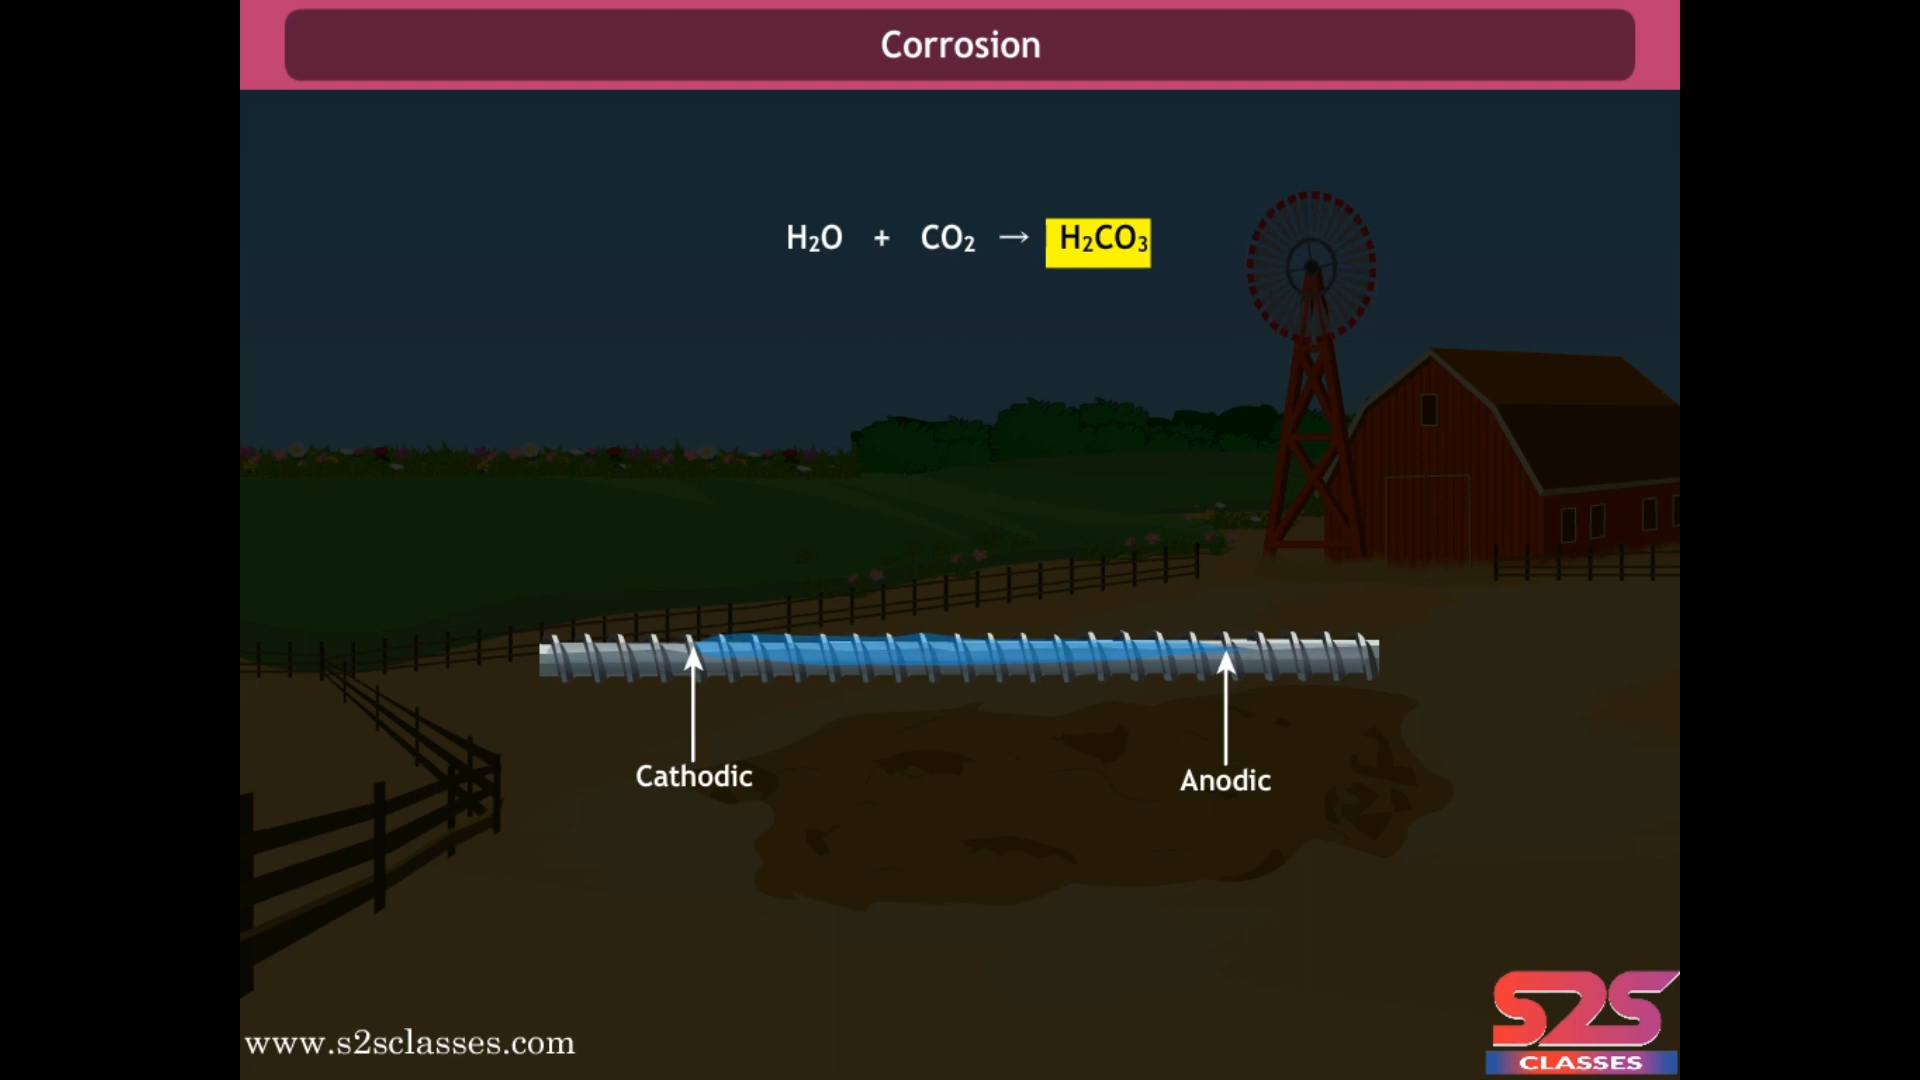 Corrosion
H₂O + CO₂ → H₂CO₃
Cathodic
Anodic
www.s2sclasses.com
S2S
CLASSES